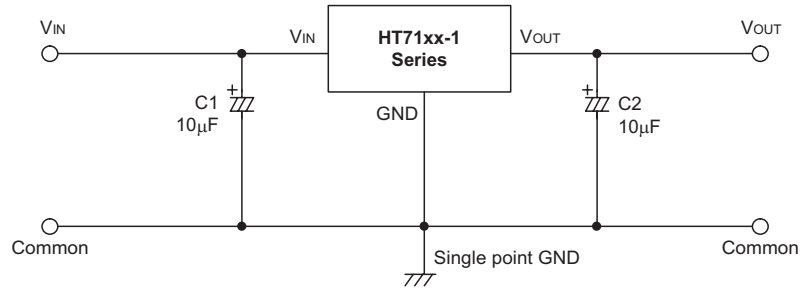 VIN
VIN
HT71xx-1
Series
VOUT
VOUT
+
C1
10μF
GND
+
C2
10μF
Common
Single point GND
Common